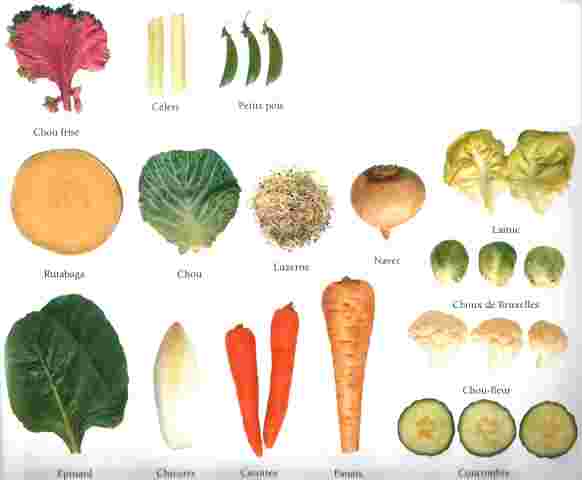 Chou frisé
Céleri
Petits pois
Rutabaga
Chou
Luzerne
Navet
Laitue
Choux de Bruxelles
Chou-fleur
Épinard
Chicorée
Carottes
Panais
Concombre